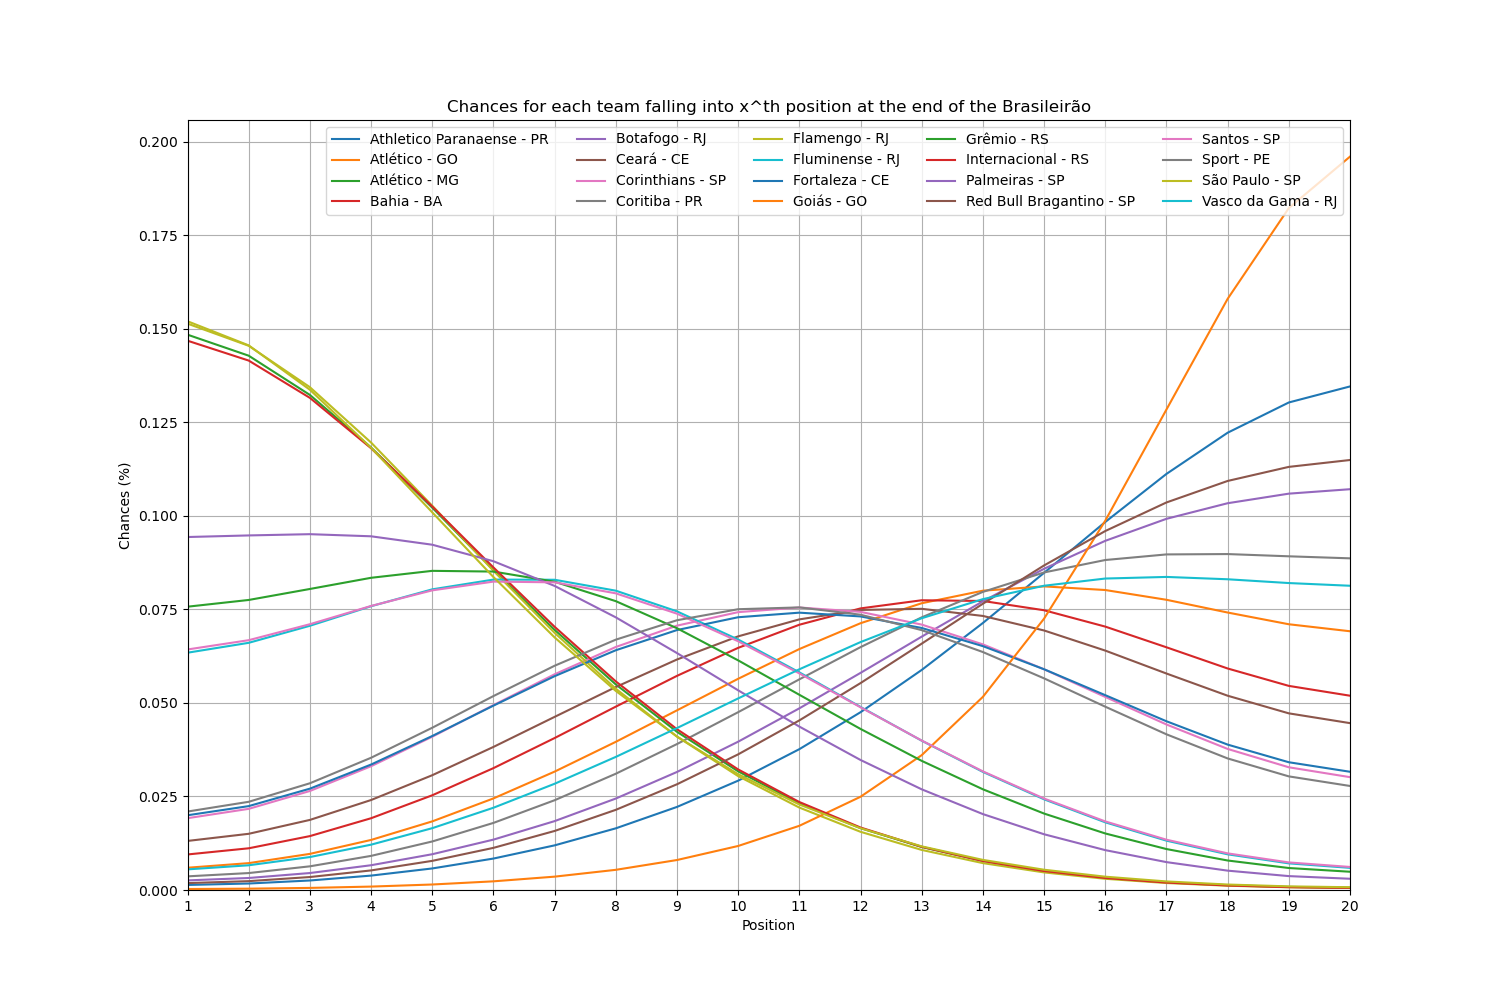 Chances for each team falling into x^th position at the end of the Brasileirão
Athletico Paranaense - PR
Atlético - GO
Atlético - MG
Bahia - BA
Botafogo - RJ
Ceará - CE
Corinthians - SP
Coritiba - PR
Flamengo - RJ
Fluminense - RJ
Fortaleza - CE
Goiás - GO
Grêmio - RS
Internacional - RS
Palmeiras - SP
Red Bull Bragantino - SP
Santos - SP
Sport - PE
São Paulo - SP
Vasco da Gama - RJ
Chances (%)
0.200
0.175
0.150
0.125
0.100
0.075
0.050
0.025
0.000
1 2 3 4 5 6 7 8 9 10 11 12 13 14 15 16 17 18 19 20
Position